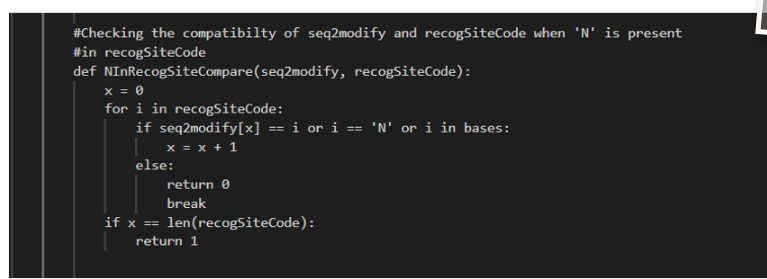 #Checking the compatibilty of seq2modify and recogSiteCode when 'N' is present
#in recogSiteCode
def NInRecogSiteCompare(seq2modify, recogSiteCode):
    x = 0
    for i in recogSiteCode:
        if seq2modify[x] == i or i == 'N' or i in bases:
            x = x + 1
        else:
            return 0
            break
    if x == len(recogSiteCode):
        return 1